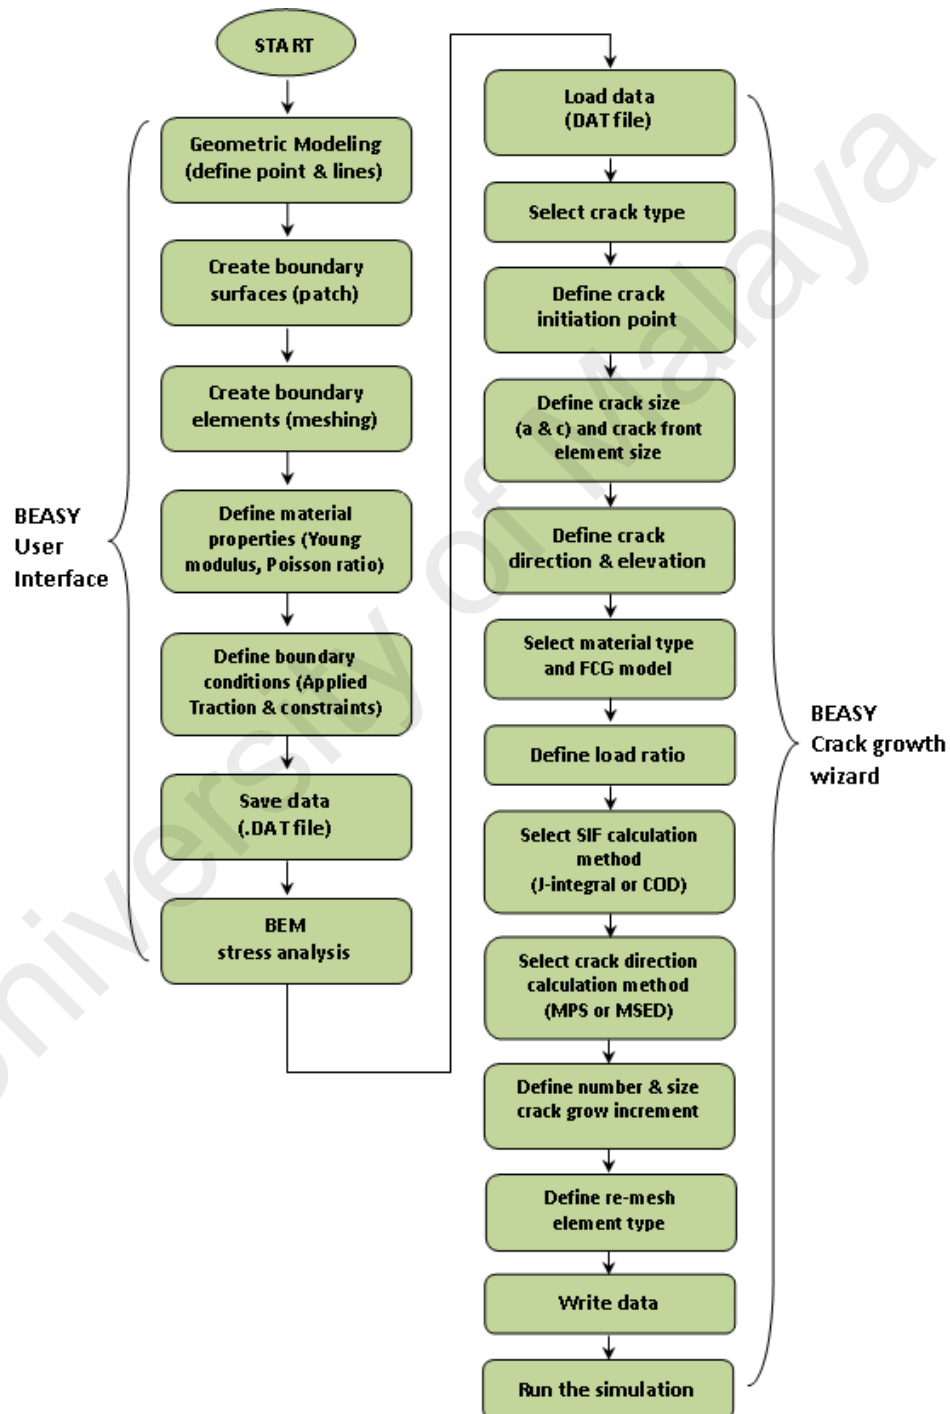 START
Geometric Modeling
(define point & lines)
Create boundary
surfaces (patch)
Create boundary
elements (meshing)
Define material
properties (Young
modulus, Poisson ratio)
Define boundary
conditions (Applied
Traction & constraints)
Save data
(.DAT file)
BEM
stress analysis
BEASY
User
Interface
Load data
(DAT file)
Select crack type
Define crack
initiation point
Define crack size
(a & c) and crack front
element size
Define crack
direction & elevation
Select material type
and FCG model
Define load ratio
Select SIF calculation
method
(J-integral or COD)
Select crack direction
calculation method
(MPS or MSED)
Define number & size
crack grow increment
Define re-mesh
element type
Write data
Run the simulation
BEASY
Crack growth
wizard
University of Malaya